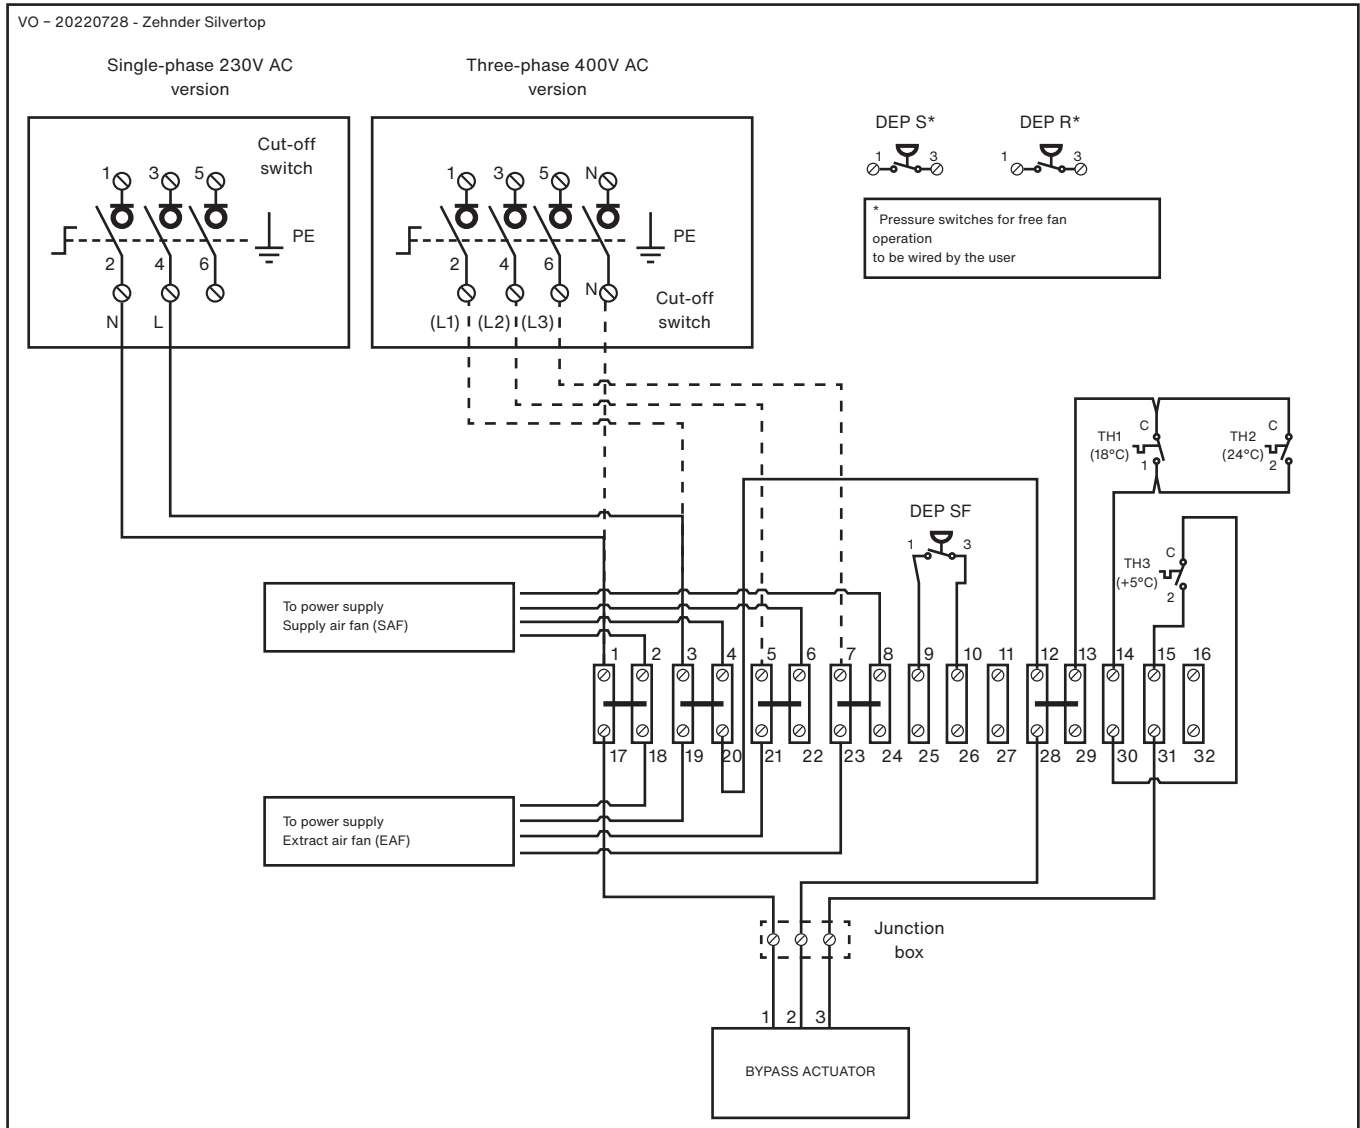 VO – 20220728 - Zehnder Silvertop
Single-phase 230V AC
version
Three-phase 400V AC
version
Cut-off
switch
1 3 5
PE
2 4 6
N L
1 3 5 N
PE
2 4 6 N
Cut-off
switch
(L1) (L2) (L3)
DEP S*
1 3
DEP R*
1 3
*Pressure switches for free fan
operation
to be wired by the user
C
TH1
(18°C)
1
C
TH2
(24°C)
2
DEP SF
1 3
C
TH3
(+5°C)
2
To power supply
Supply air fan (SAF)
1 2 3 4 5 6 7 8 9 10 11 12 13 14 15 16
17 18 19 20 21 22 23 24 25 26 27 28 29 30 31 32
To power supply
Extract air fan (EAF)
Junction
box
1 2 3
BYPASS ACTUATOR